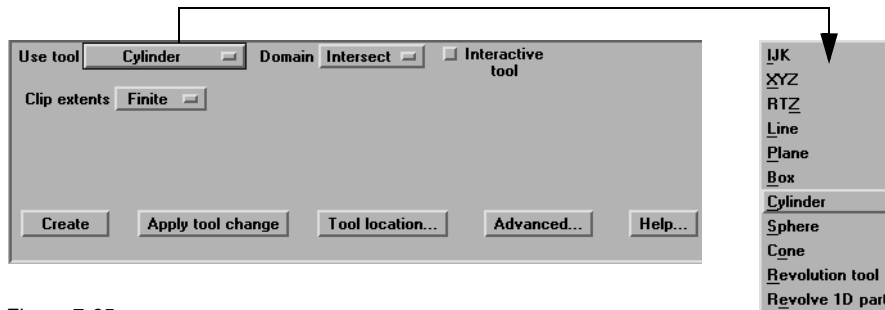 Use tool Cylinder Domain Intersect Interactive tool
Clip extents Finite
Create Apply tool change Tool location... Advanced... Help...
IJK
XYZ
RTZ
Line
Plane
Box
Cylinder
Sphere
Cone
Revolution tool
Revolve 1D part